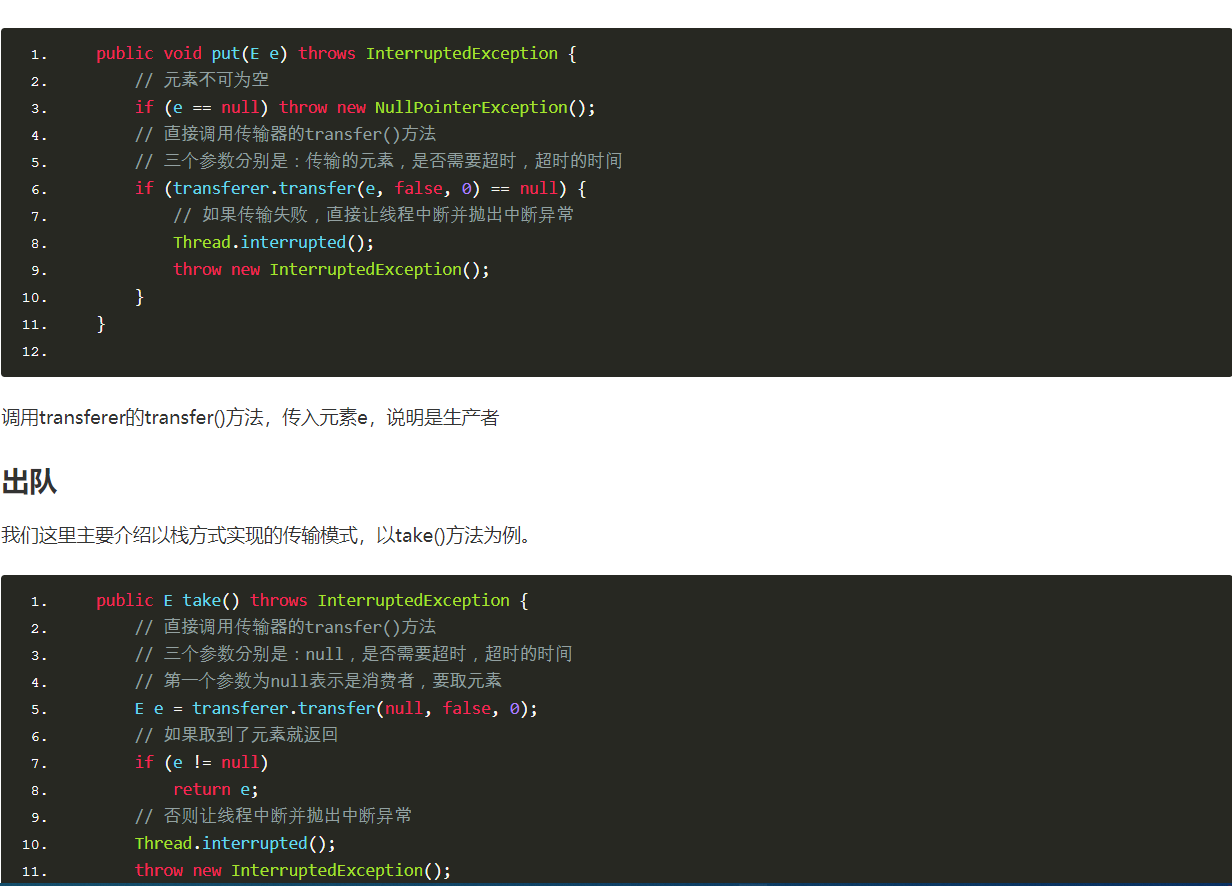 1. public void put(E e) throws InterruptedException {
2. // 元素不可为空
3. if (e == null) throw new NullPointerException();
4. // 直接调用传输器的transfer()方法
5. // 三个参数分别是：传输的元素，是否需要超时，超时的时间
6. if (transferer.transfer(e, false, 0) == null) {
7. // 如果传输失败，直接让线程中断并抛出中断异常
8. Thread.interrupted();
9. throw new InterruptedException();
10. }
11. }
12.
调用transferer的transfer()方法，传入元素e，说明是生产者
出队
我们这里主要介绍以栈方式实现的传输模式，以take()方法为例。
1. public E take() throws InterruptedException {
2. // 直接调用传输器的transfer()方法
3. // 三个参数分别是：null，是否需要超时，超时的时间
4. // 第一个参数为null表示是消费者，要取元素
5. E e = transferer.transfer(null, false, 0);
6. // 如果取到了元素就返回
7. if (e != null)
8. return e;
9. // 否则让线程中断并抛出中断异常
10. Thread.interrupted();
11. throw new InterruptedException();